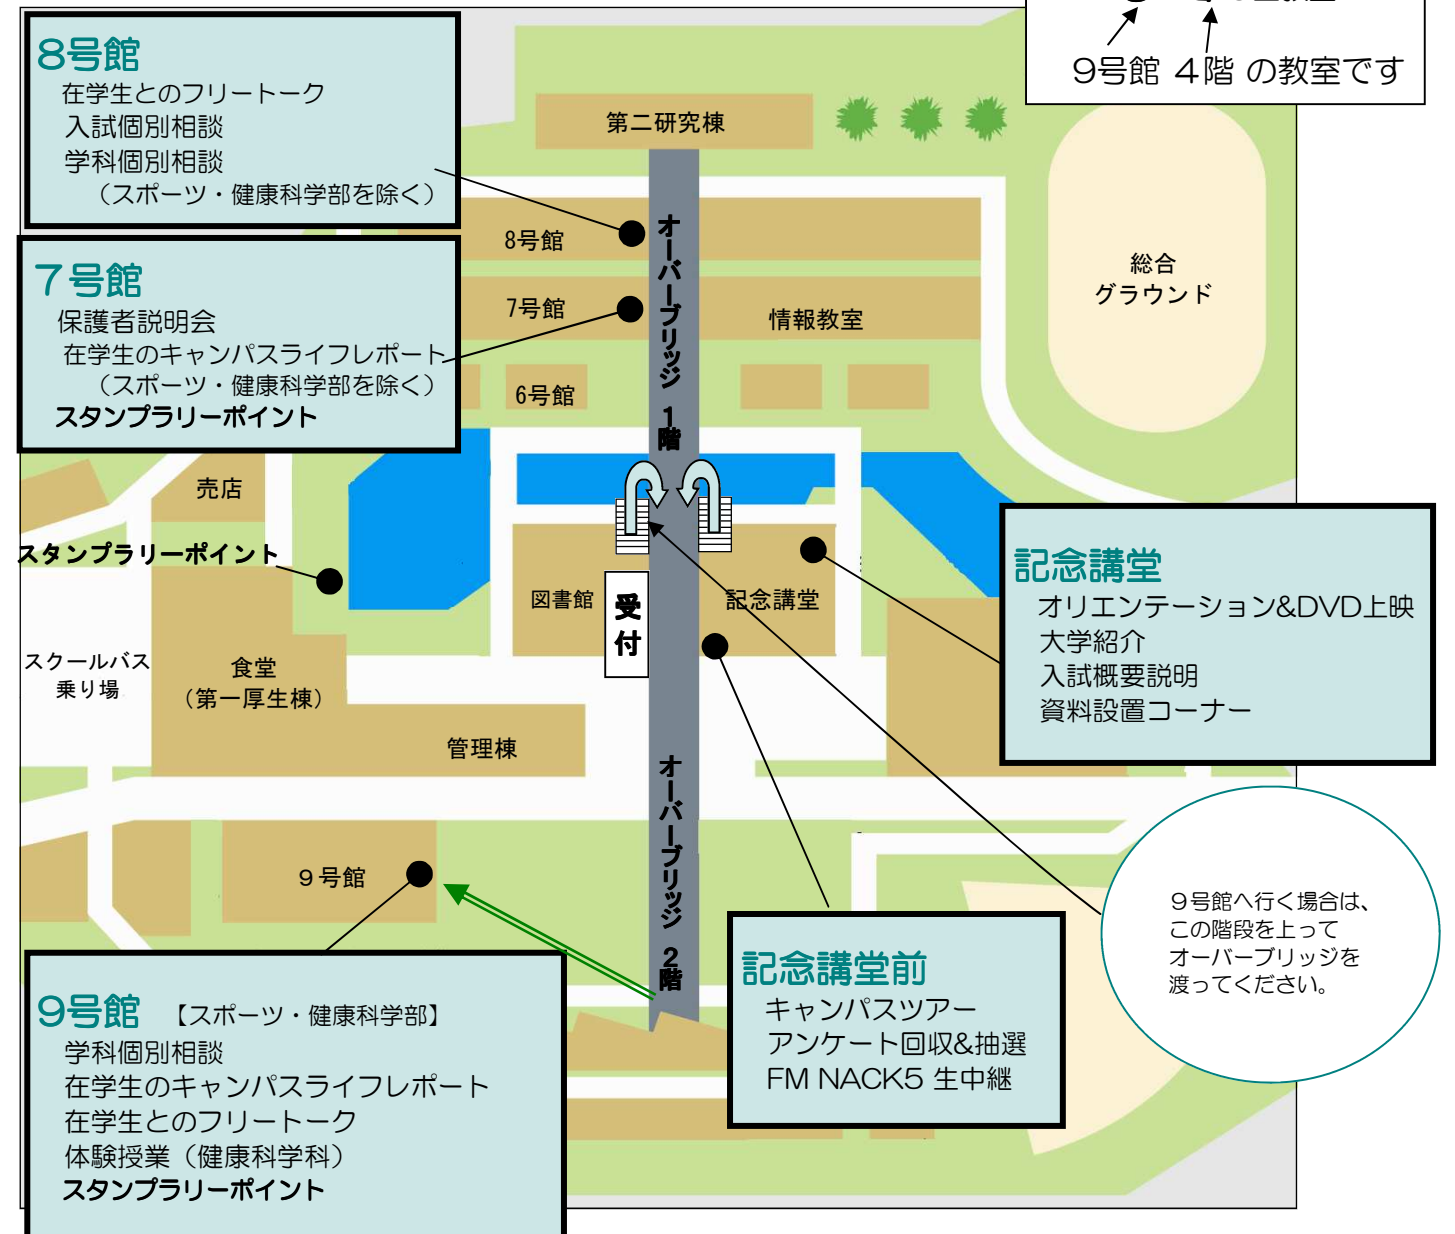 9号館 4階 の教室です
8号館
在学生とのフリートーク
入試個別相談
学科個別相談
（スポーツ・健康科学部を除く）
第二研究棟
オーバーブリッジ 1階
8号館
総合
グラウンド
7号館
保護者説明会
在学生のキャンパスライフレポート
（スポーツ・健康科学部を除く）
スタンプラリーポイント
7号館
情報教室
6号館
売店
スタンプラリーポイント
図書館
受付
記念講堂
記念講堂
オリエンテーション&DVD上映
大学紹介
入試概要説明
資料設置コーナー
スクールバス
乗り場
食堂
（第一厚生棟）
管理棟
オーバーブリッジ 2階
９号館
９号館へ行く場合は、
この階段を上って
オーバーブリッジを
渡ってください。
記念講堂前
キャンパスツアー
アンケート回収&抽選
FM NACK5 生中継
9号館 【スポーツ・健康科学部】
学科個別相談
在学生のキャンパスライフレポート
在学生とのフリートーク
体験授業（健康科学科）
スタンプラリーポイント